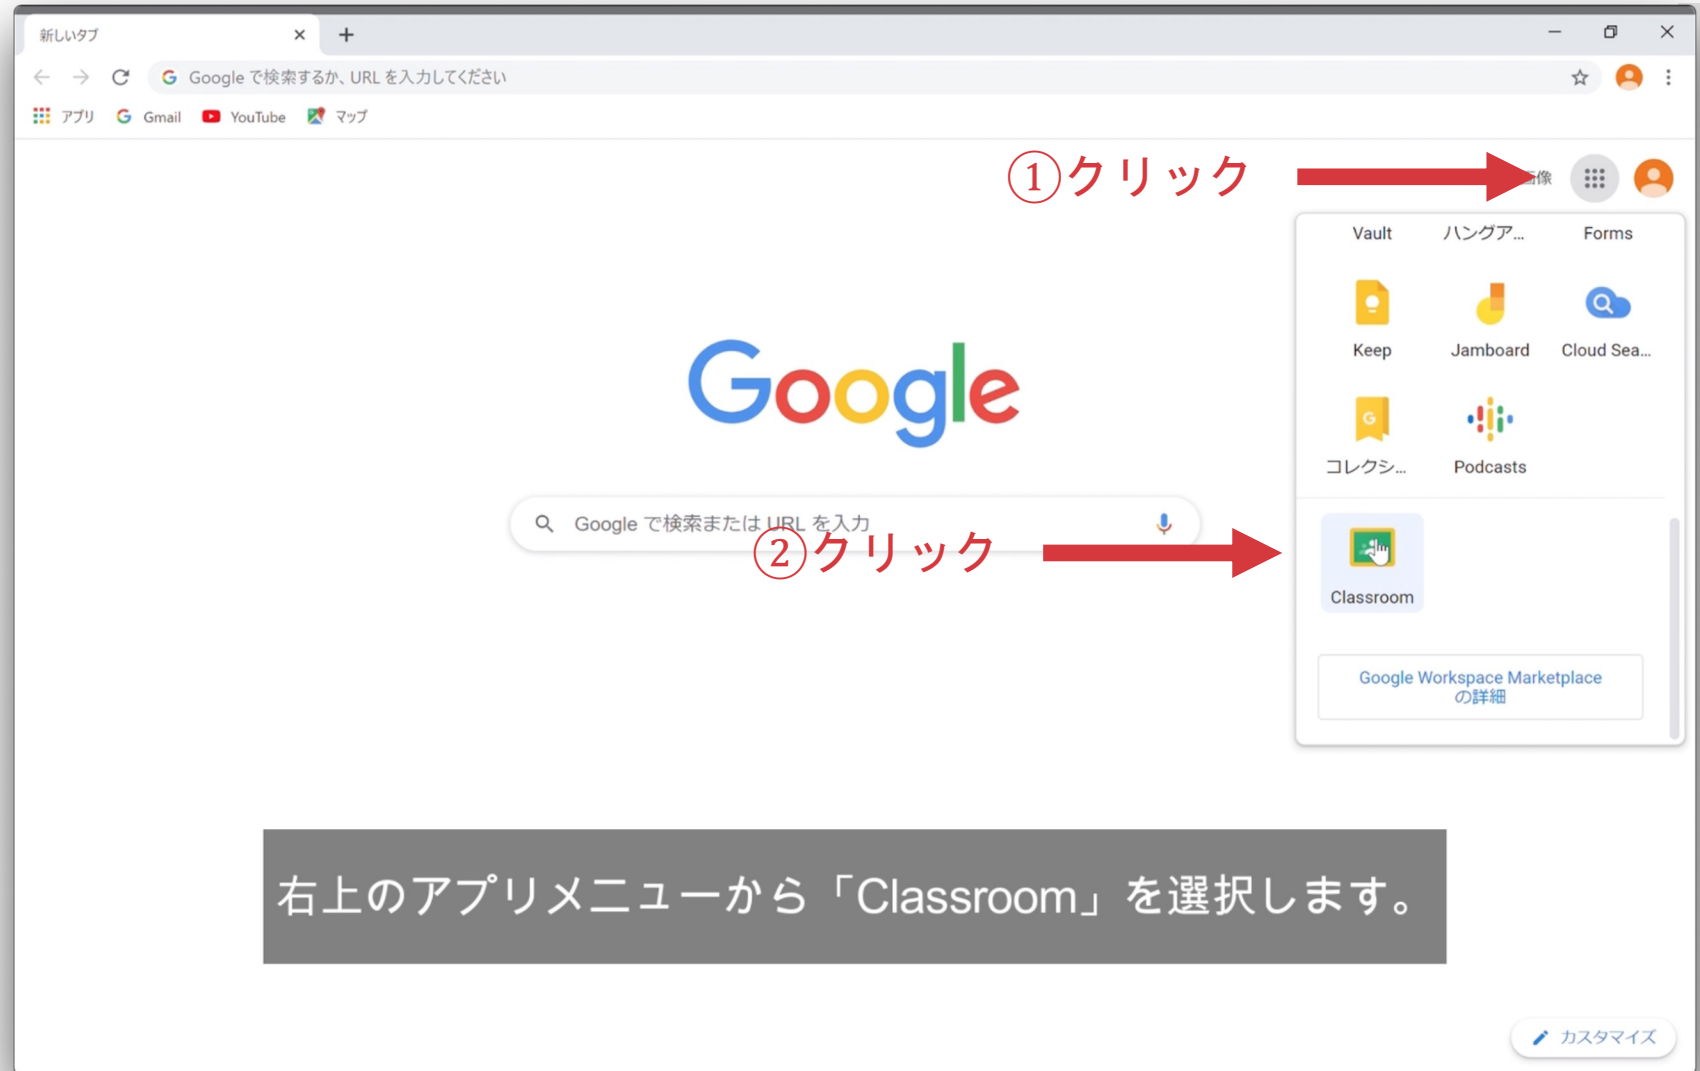 新しいタブ
Google で検索するか、URL を入力してください
アプリ Gmail YouTube マップ
①クリック
像
Vault ハングア... Forms
Keep Jamboard Cloud Sea...
コレクシ... Podcasts
Google
Google で検索または URL を入力
②クリック
Classroom
Google Workspace Marketplace
の詳細
右上のアプリメニューから「Classroom」を選択します。
カスタマイズ